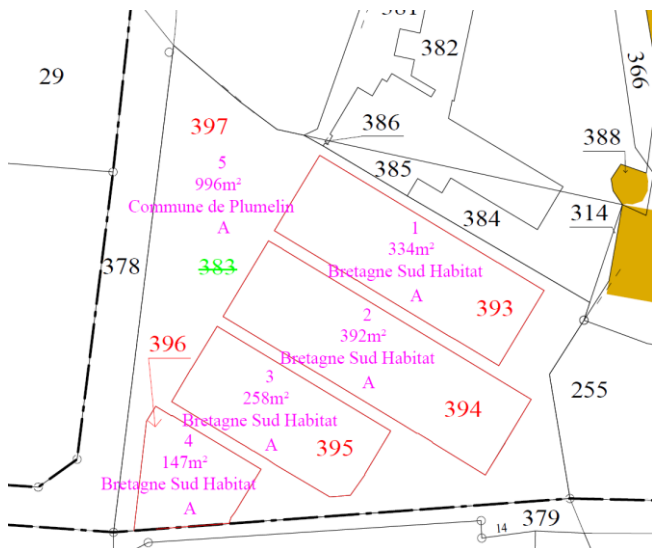 381
29
382
366
397
386
388
5
996m²
Commune de Plumelin
A
385
384
314
1
334m²
Bretagne Sud Habitat
A
378
383
393
396
2
392m²
Bretagne Sud Habitat
A
255
3
258m²
Bretagne Sud Habitat
A
394
395
4
147m²
Bretagne Sud Habitat
A
14
379